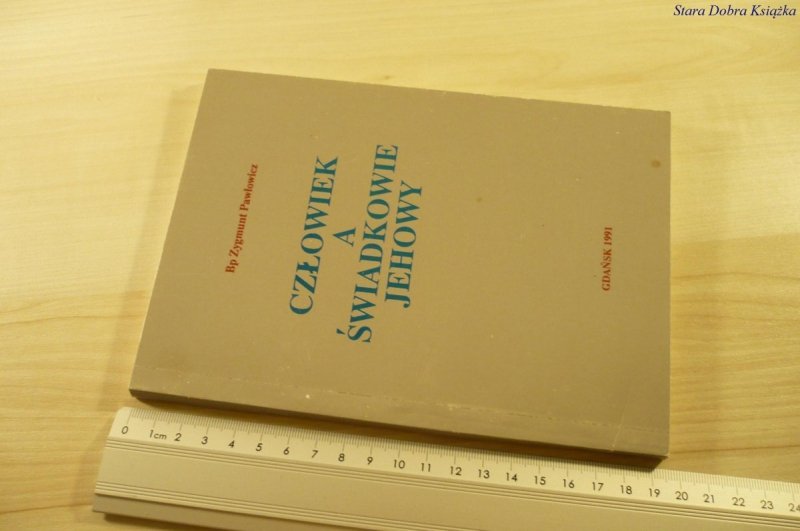 Stara Dobra Książka
Bp Zygmunt Pawłowicz
CZŁOWIEK
A
ŚWIADKOWIE
JEHOWY
GDAŃSK 1991
0 1cm 2 3 4 5 6 7 8 9 10 11 12 13 14 15 16 17 18 19 20 21 22 23 24